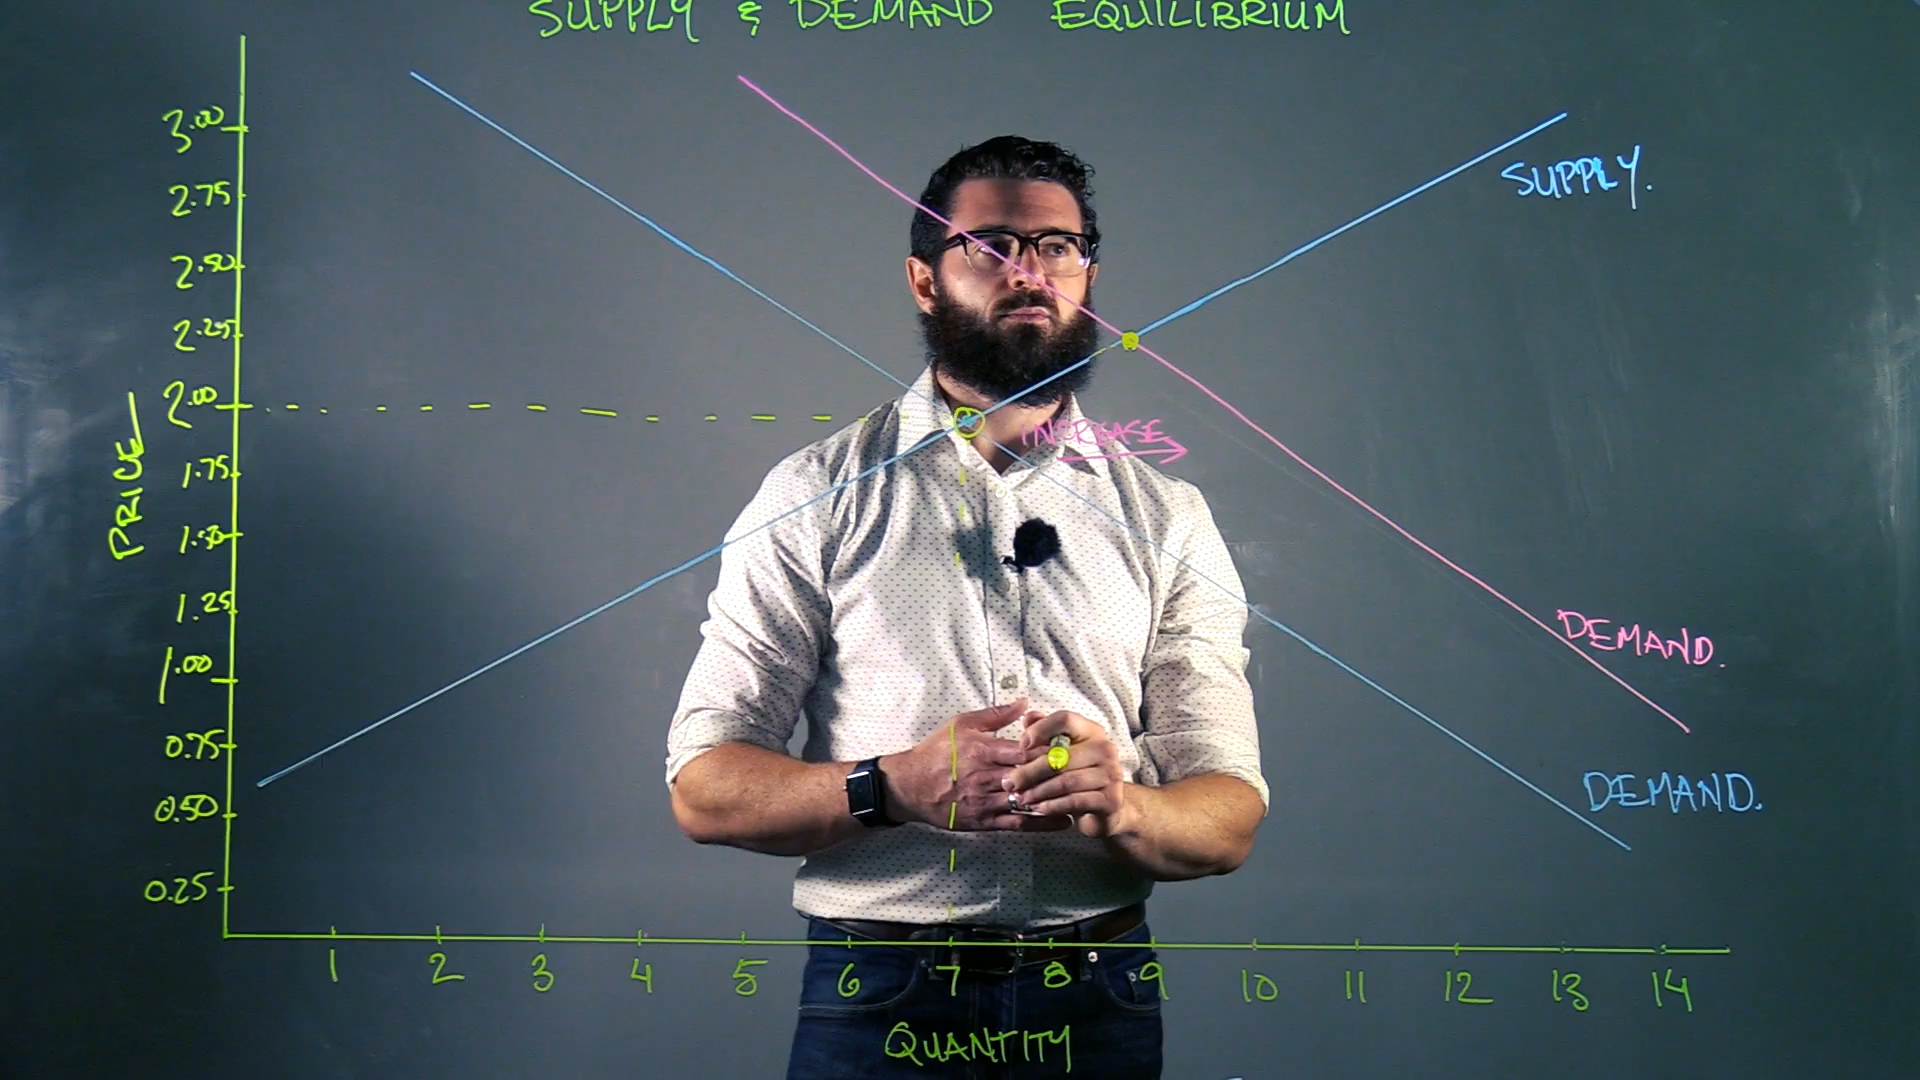 SUPPLY & DEMAND EQUILIBRIUM
3.00
2.75
2.50
2.25
2.00
1.75
1.50
1.25
1.00
0.75
0.50
0.25
PRICE
SUPPLY.
INCREASE
DEMAND.
DEMAND.
1 2 3 4 5 6 7 8 9 10 11 12 13 14
QUANTITY